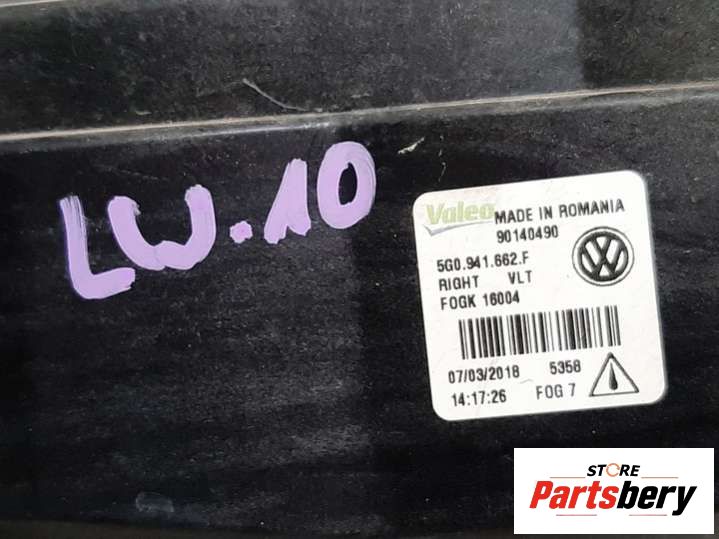 LW.10
Valeo MADE IN ROMANIA
90140490
5G0.941.662.F
RIGHT VLT
FOGK 16004
07/03/2018 5358
14:17:26 FOG 7
STORE
Partsbery